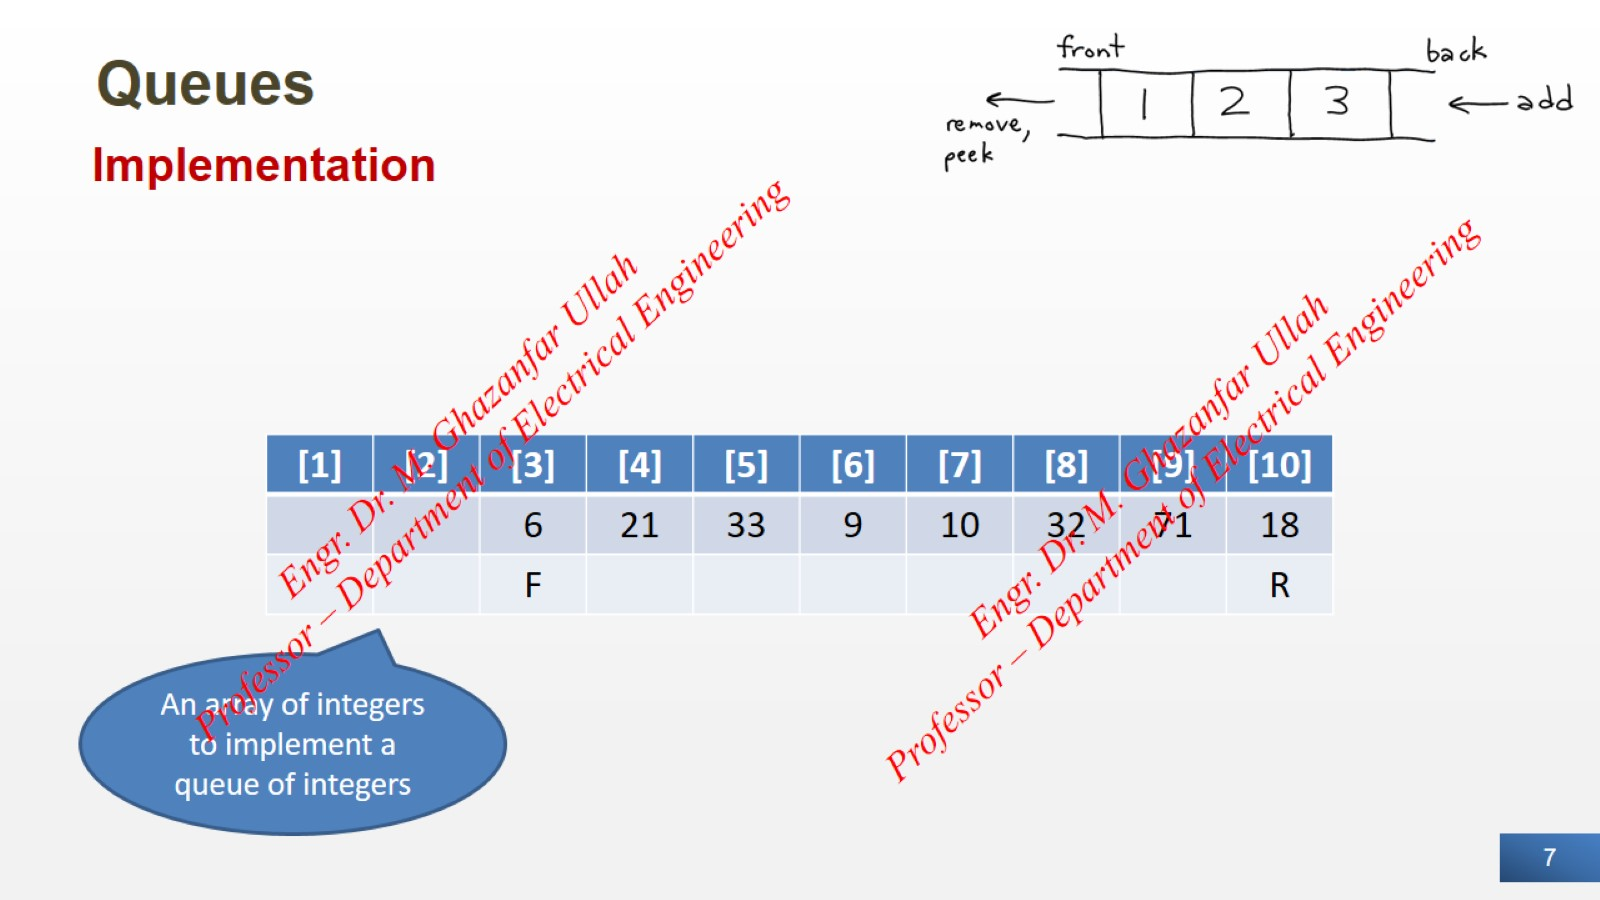 Queues
Implementation
front
back
1 2 3
add
remove,
peek
Engr. Dr. M. Ghazanfar Ullah
Professor – Department of Electrical Engineering
Engr. Dr. M. Ghazanfar Ullah
Professor – Department of Electrical Engineering
[1] [2] [3] [4] [5] [6] [7] [8] [9] [10]
6 21 33 9 10 32 71 18
F R
An array of integers
to implement a
queue of integers
7